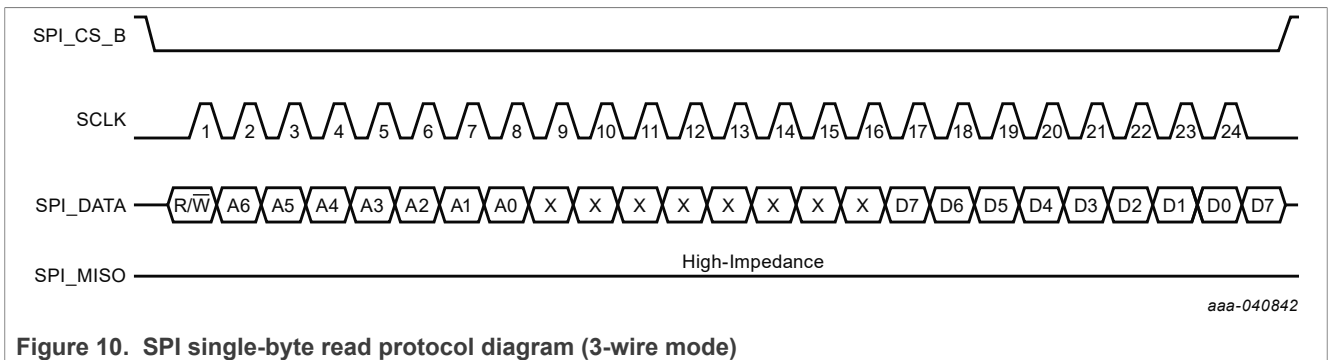 SPI_CS_B
SCLK 1 2 3 4 5 6 7 8 9 10 11 12 13 14 15 16 17 18 19 20 21 22 23 24
SPI_DATA R/W̅ A6 A5 A4 A3 A2 A1 A0 X X X X X X X X D7 D6 D5 D4 D3 D2 D1 D0 D7
High-Impedance
SPI_MISO
aaa-040842
Figure 10. SPI single-byte read protocol diagram (3-wire mode)